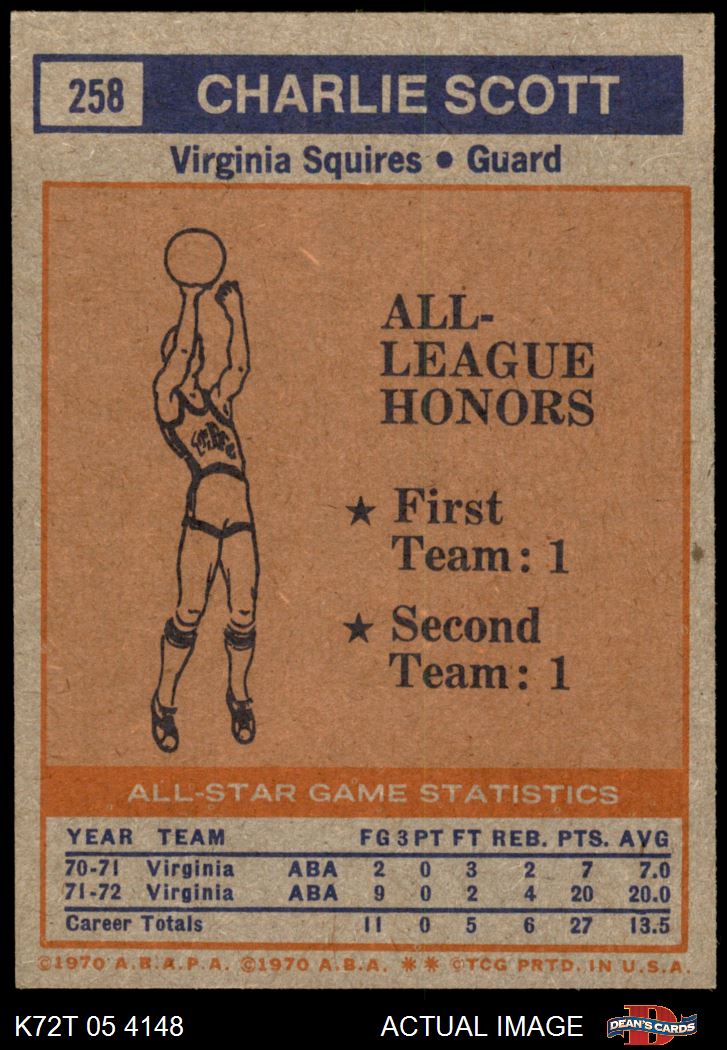 258 CHARLIE SCOTT
Virginia Squires • Guard
ALL-
LEAGUE
HONORS
★ First
Team: 1
★ Second
Team: 1
ALL-STAR GAME STATISTICS
YEAR TEAM FG 3PT FT REB. PTS. AVG
70-71 Virginia ABA 2 0 3 2 7 7.0
71-72 Virginia ABA 9 0 2 4 20 20.0
Career Totals 11 0 5 6 27 13.5
©1970 A.B.A.P.A. ©1970 A.B.A. ** ©TCG PRTD. IN U.S.A.
K72T 05 4148 ACTUAL IMAGE DEAN'S CARDS